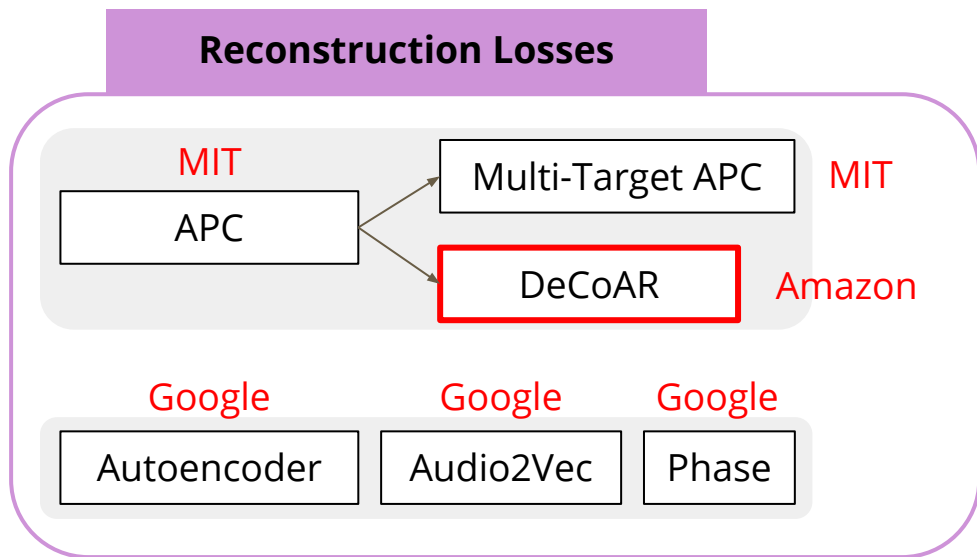 Reconstruction Losses
MIT
APC
Multi-Target APC
MIT
DeCoAR
Amazon
Google
Google
Google
Autoencoder
Audio2Vec
Phase